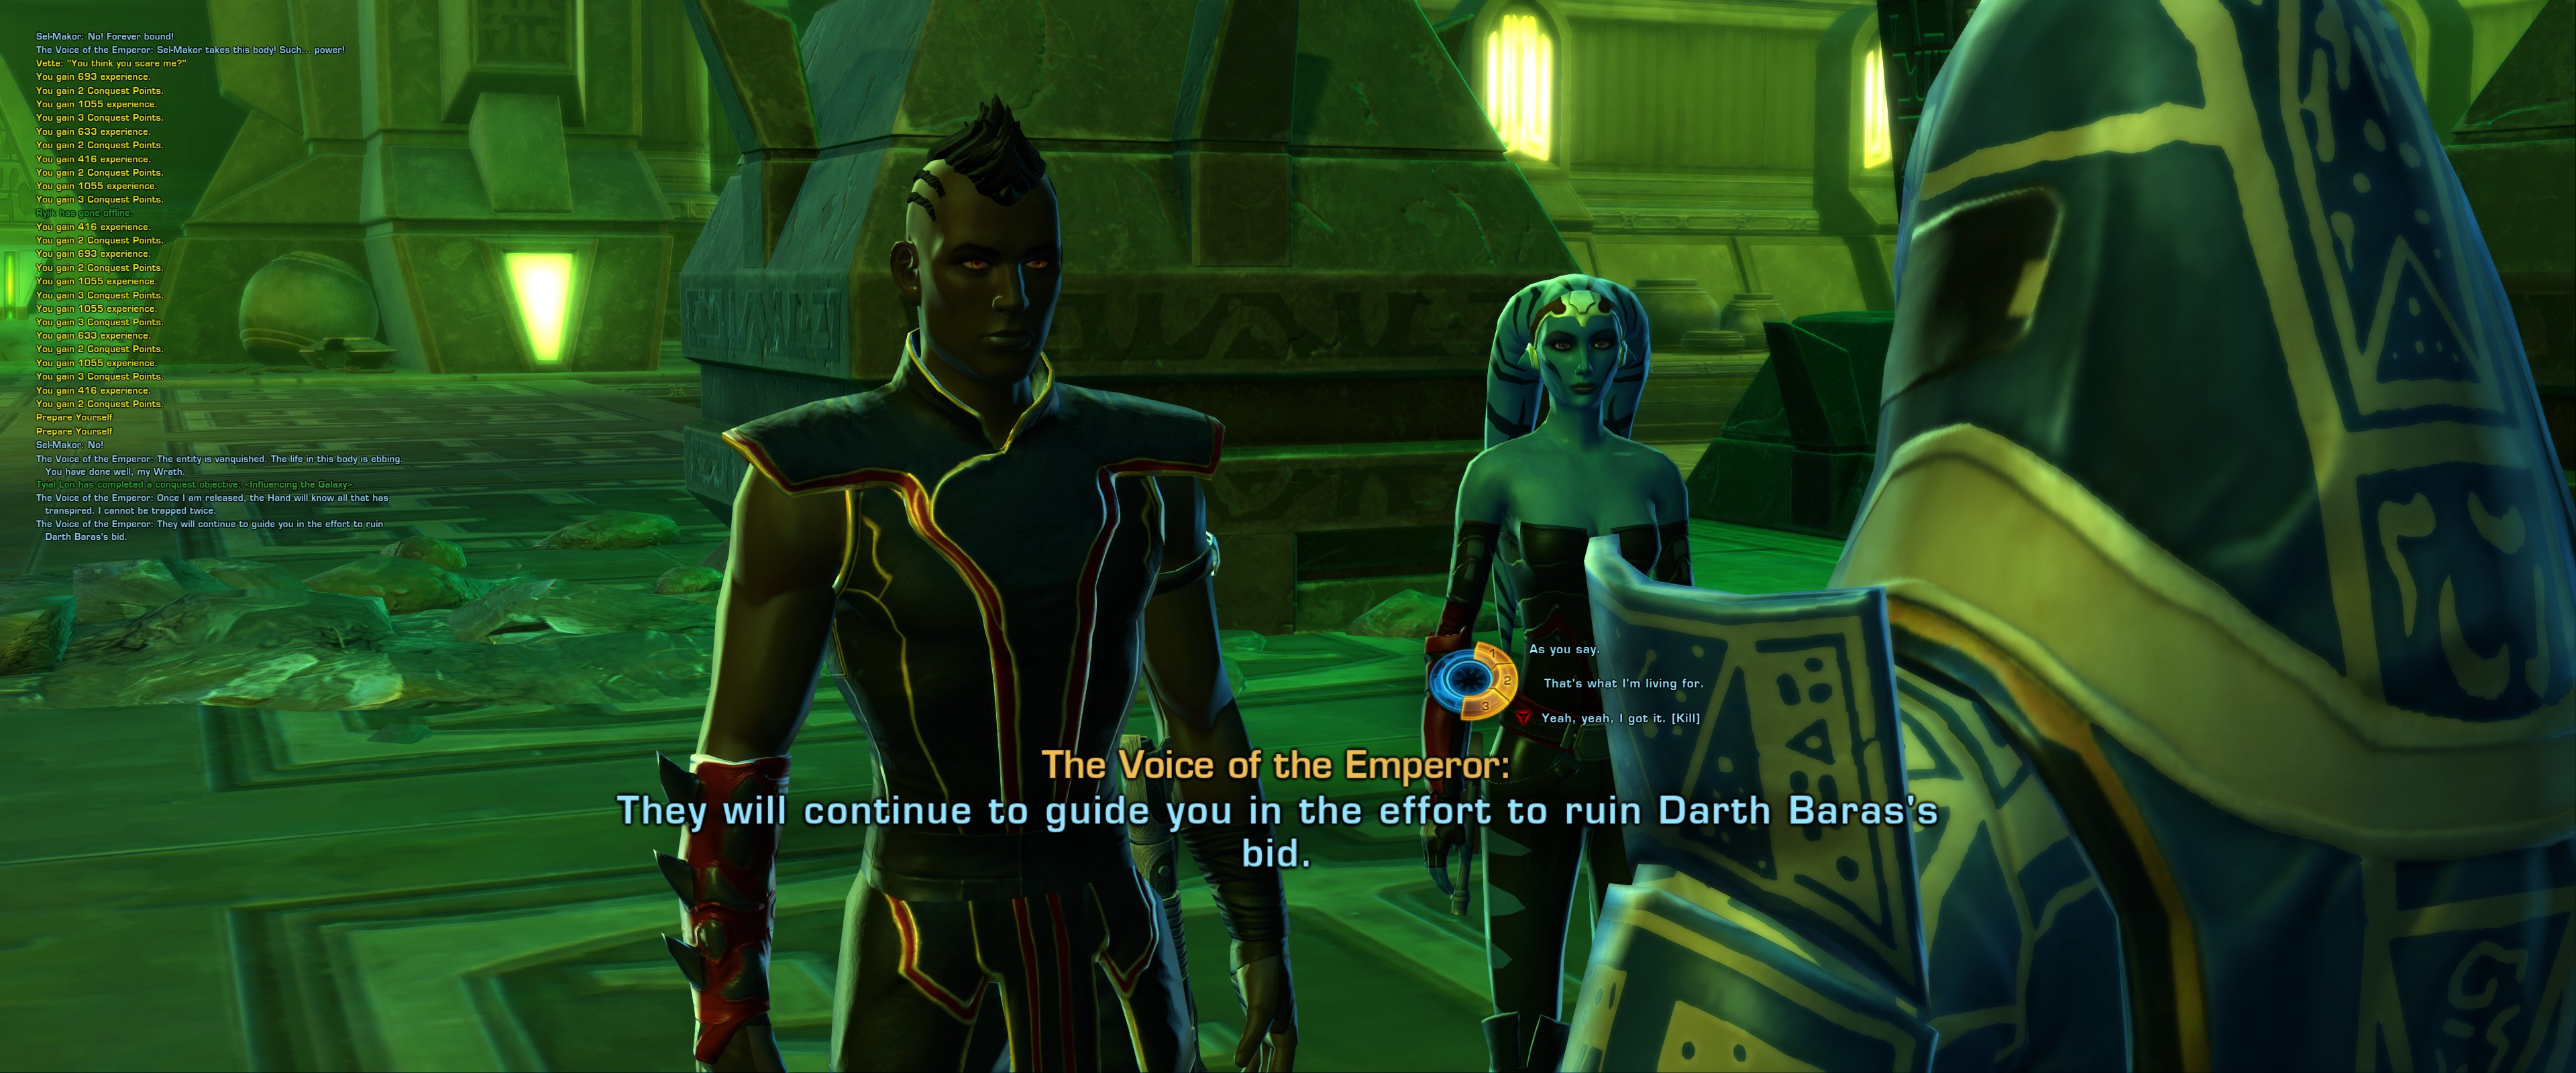 Sel-Makor: No! Forever bound!
The Voice of the Emperor: Sel-Makor takes this body! Such... power!
Vette: "You think you scare me?"
You gain 693 experience.
You gain 2 Conquest Points.
You gain 1055 experience.
You gain 3 Conquest Points.
You gain 633 experience.
You gain 2 Conquest Points.
You gain 416 experience.
You gain 2 Conquest Points.
You gain 1055 experience.
You gain 3 Conquest Points.
Ryjik has gone offline.
You gain 416 experience.
You gain 2 Conquest Points.
You gain 693 experience.
You gain 2 Conquest Points.
You gain 1055 experience.
You gain 3 Conquest Points.
You gain 1055 experience.
You gain 3 Conquest Points.
You gain 633 experience.
You gain 2 Conquest Points.
You gain 1055 experience.
You gain 3 Conquest Points.
You gain 416 experience.
You gain 2 Conquest Points.
Prepare Yourself
Prepare Yourself
Sel-Makor: No!
The Voice of the Emperor: The entity is vanquished. The life in this body is ebbing.
You have done well, my Wrath.
Tyial Lon has completed a conquest objective: <Influencing the Galaxy>
The Voice of the Emperor: Once I am released, the Hand will know all that has
transpired. I cannot be trapped twice.
The Voice of the Emperor: They will continue to guide you in the effort to ruin
Darth Baras's bid.
1 As you say.
2 That's what I'm living for.
3 Yeah, yeah, I got it. [Kill]
The Voice of the Emperor:
They will continue to guide you in the effort to ruin Darth Baras's
bid.